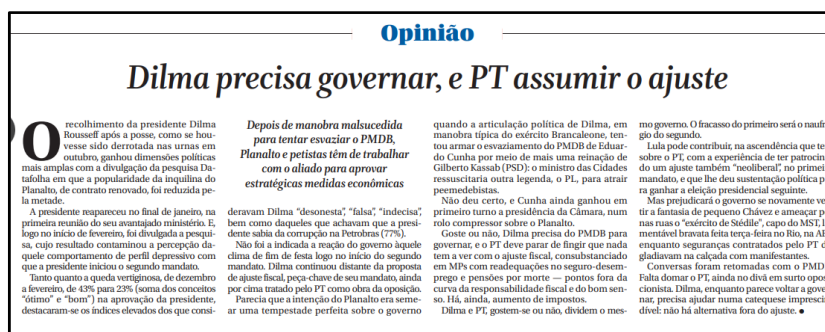 Opinião
Dilma precisa governar, e PT assumir o ajuste
O recolhimento da presidente Dilma
Rousseff após a posse, como se hou-
vesse sido derrotada nas urnas em
outubro, ganhou dimensões políticas
mais amplas com a divulgação da pesquisa Da-
tafolha em que a popularidade da inquilina do
Planalto, de contrato renovado, foi reduzida pe-
la metade.
A presidente reapareceu no final de janeiro, na
primeira reunião do seu avantajado ministério. E,
logo no início de fevereiro, foi divulgada a pesqui-
sa, cujo resultado contaminou a percepção da-
quele comportamento de perfil depressivo com
que a presidente iniciou o segundo mandato.
Tanto quanto a queda vertiginosa, de dezembro
a fevereiro, de 43% para 23% (soma dos conceitos
“ótimo” e “bom”) na aprovação da presidente,
destacaram-se os índices elevados dos que consi-
Depois de manobra malsucedida
para tentar esvaziar o PMDB,
Planalto e petistas têm de trabalhar
com o aliado para aprovar
estratégicas medidas econômicas
deravam Dilma “desonesta”, “falsa”, “indecisa”,
bem como daqueles que achavam que a presi-
dente sabia da corrupção na Petrobras (77%).
Não foi a indicada a reação do governo àquele
clima de fim de festa logo no início do segundo
mandato. Dilma continuou distante da proposta
de ajuste fiscal, peça-chave de seu mandato, ainda
por cima tratado pelo PT como obra da oposição.
Parecia que a intenção do Planalto era seme-
ar uma tempestade perfeita sobre o governo
quando a articulação política de Dilma, em
manobra típica do exército Brancaleone, ten-
tou armar o esvaziamento do PMDB de Eduar-
do Cunha por meio de mais uma reinação de
Gilberto Kassab (PSD): o ministro das Cidades
ressuscitaria outra legenda, o PL, para atrair
peemedebistas.
Não deu certo, e Cunha ainda ganhou em
primeiro turno a presidência da Câmara, num
rolo compressor sobre o Planalto.
Goste ou não, Dilma precisa do PMDB para
governar, e o PT deve parar de fingir que nada
tem a ver com o ajuste fiscal, consubstanciado
em MPs com readequações no seguro-desem-
prego e pensões por morte — pontos fora da
curva da responsabilidade fiscal e do bom sen-
so. Há, ainda, aumento de impostos.
Dilma e PT, gostem-se ou não, dividem o mes-
mo governo. O fracasso do primeiro será o naufr
gio do segundo.
Lula pode contribuir, na ascendência que te
sobre o PT, com a experiência de ter patrocin
do um ajuste também “neoliberal”, no primei
mandato, e que lhe deu sustentação política p
ra ganhar a eleição presidencial seguinte.
Mas prejudicará o governo se novamente ve
tir a fantasia de pequeno Chávez e ameaçar p
nas ruas o “exército de Stédile”, capo do MST, l
mentável bravata feita terça-feira no Rio, na AB
enquanto seguranças contratados pelo PT d
gladiavam na calçada com manifestantes.
Conversas foram retomadas com o PMD
Falta domar o PT, ainda no divã em surto opos
cionista. Dilma, enquanto parece voltar a gove
nar, precisa ajudar numa catequese imprescin
dível: não há alternativa fora do ajuste. •